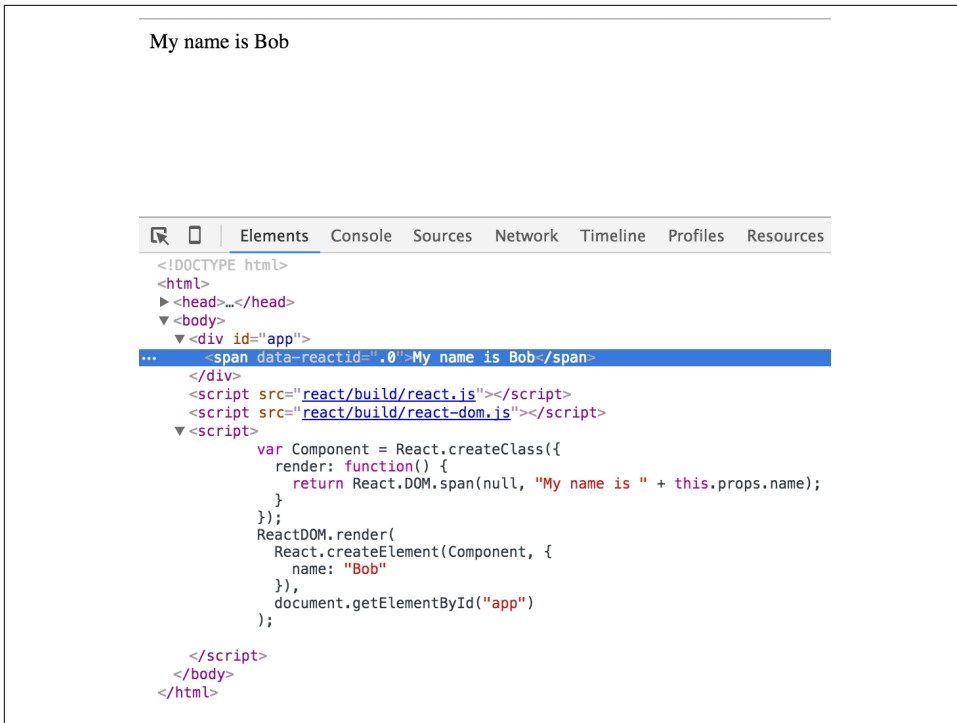 My name is Bob
Elements Console Sources Network Timeline Profiles Resources
<!DOCTYPE html>
<html>
<head>…</head>
<body>
<div id="app">
... <span data-reactid=".0">My name is Bob</span>
</div>
<script src="react/build/react.js"></script>
<script src="react/build/react-dom.js"></script>
<script>
var Component = React.createClass({
render: function() {
return React.DOM.span(null, "My name is " + this.props.name);
}
});
ReactDOM.render(
React.createElement(Component, {
name: "Bob"
}),
document.getElementById("app")
);
</script>
</body>
</html>